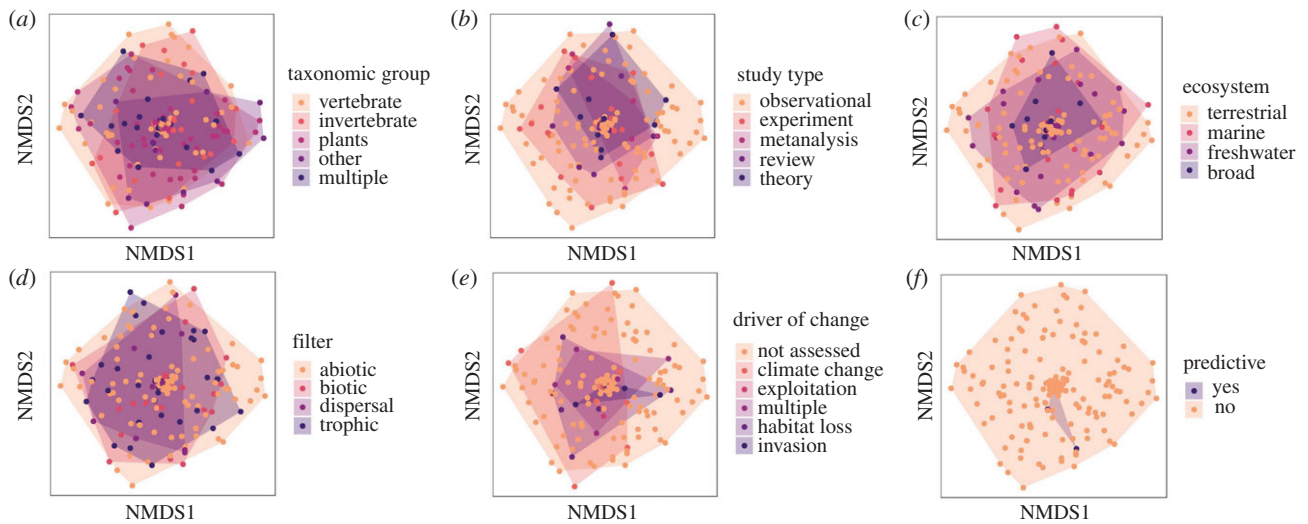 (a)
taxonomic group
vertebrate
invertebrate
plants
other
multiple
NMDS2
NMDS1
(b)
study type
observational
experiment
metanalysis
review
theory
NMDS2
NMDS1
(c)
ecosystem
terrestrial
marine
freshwater
broad
NMDS2
NMDS1
(d)
filter
abiotic
biotic
dispersal
trophic
NMDS2
NMDS1
(e)
driver of change
not assessed
climate change
exploitation
multiple
habitat loss
invasion
NMDS2
NMDS1
(f)
predictive
yes
no
NMDS2
NMDS1